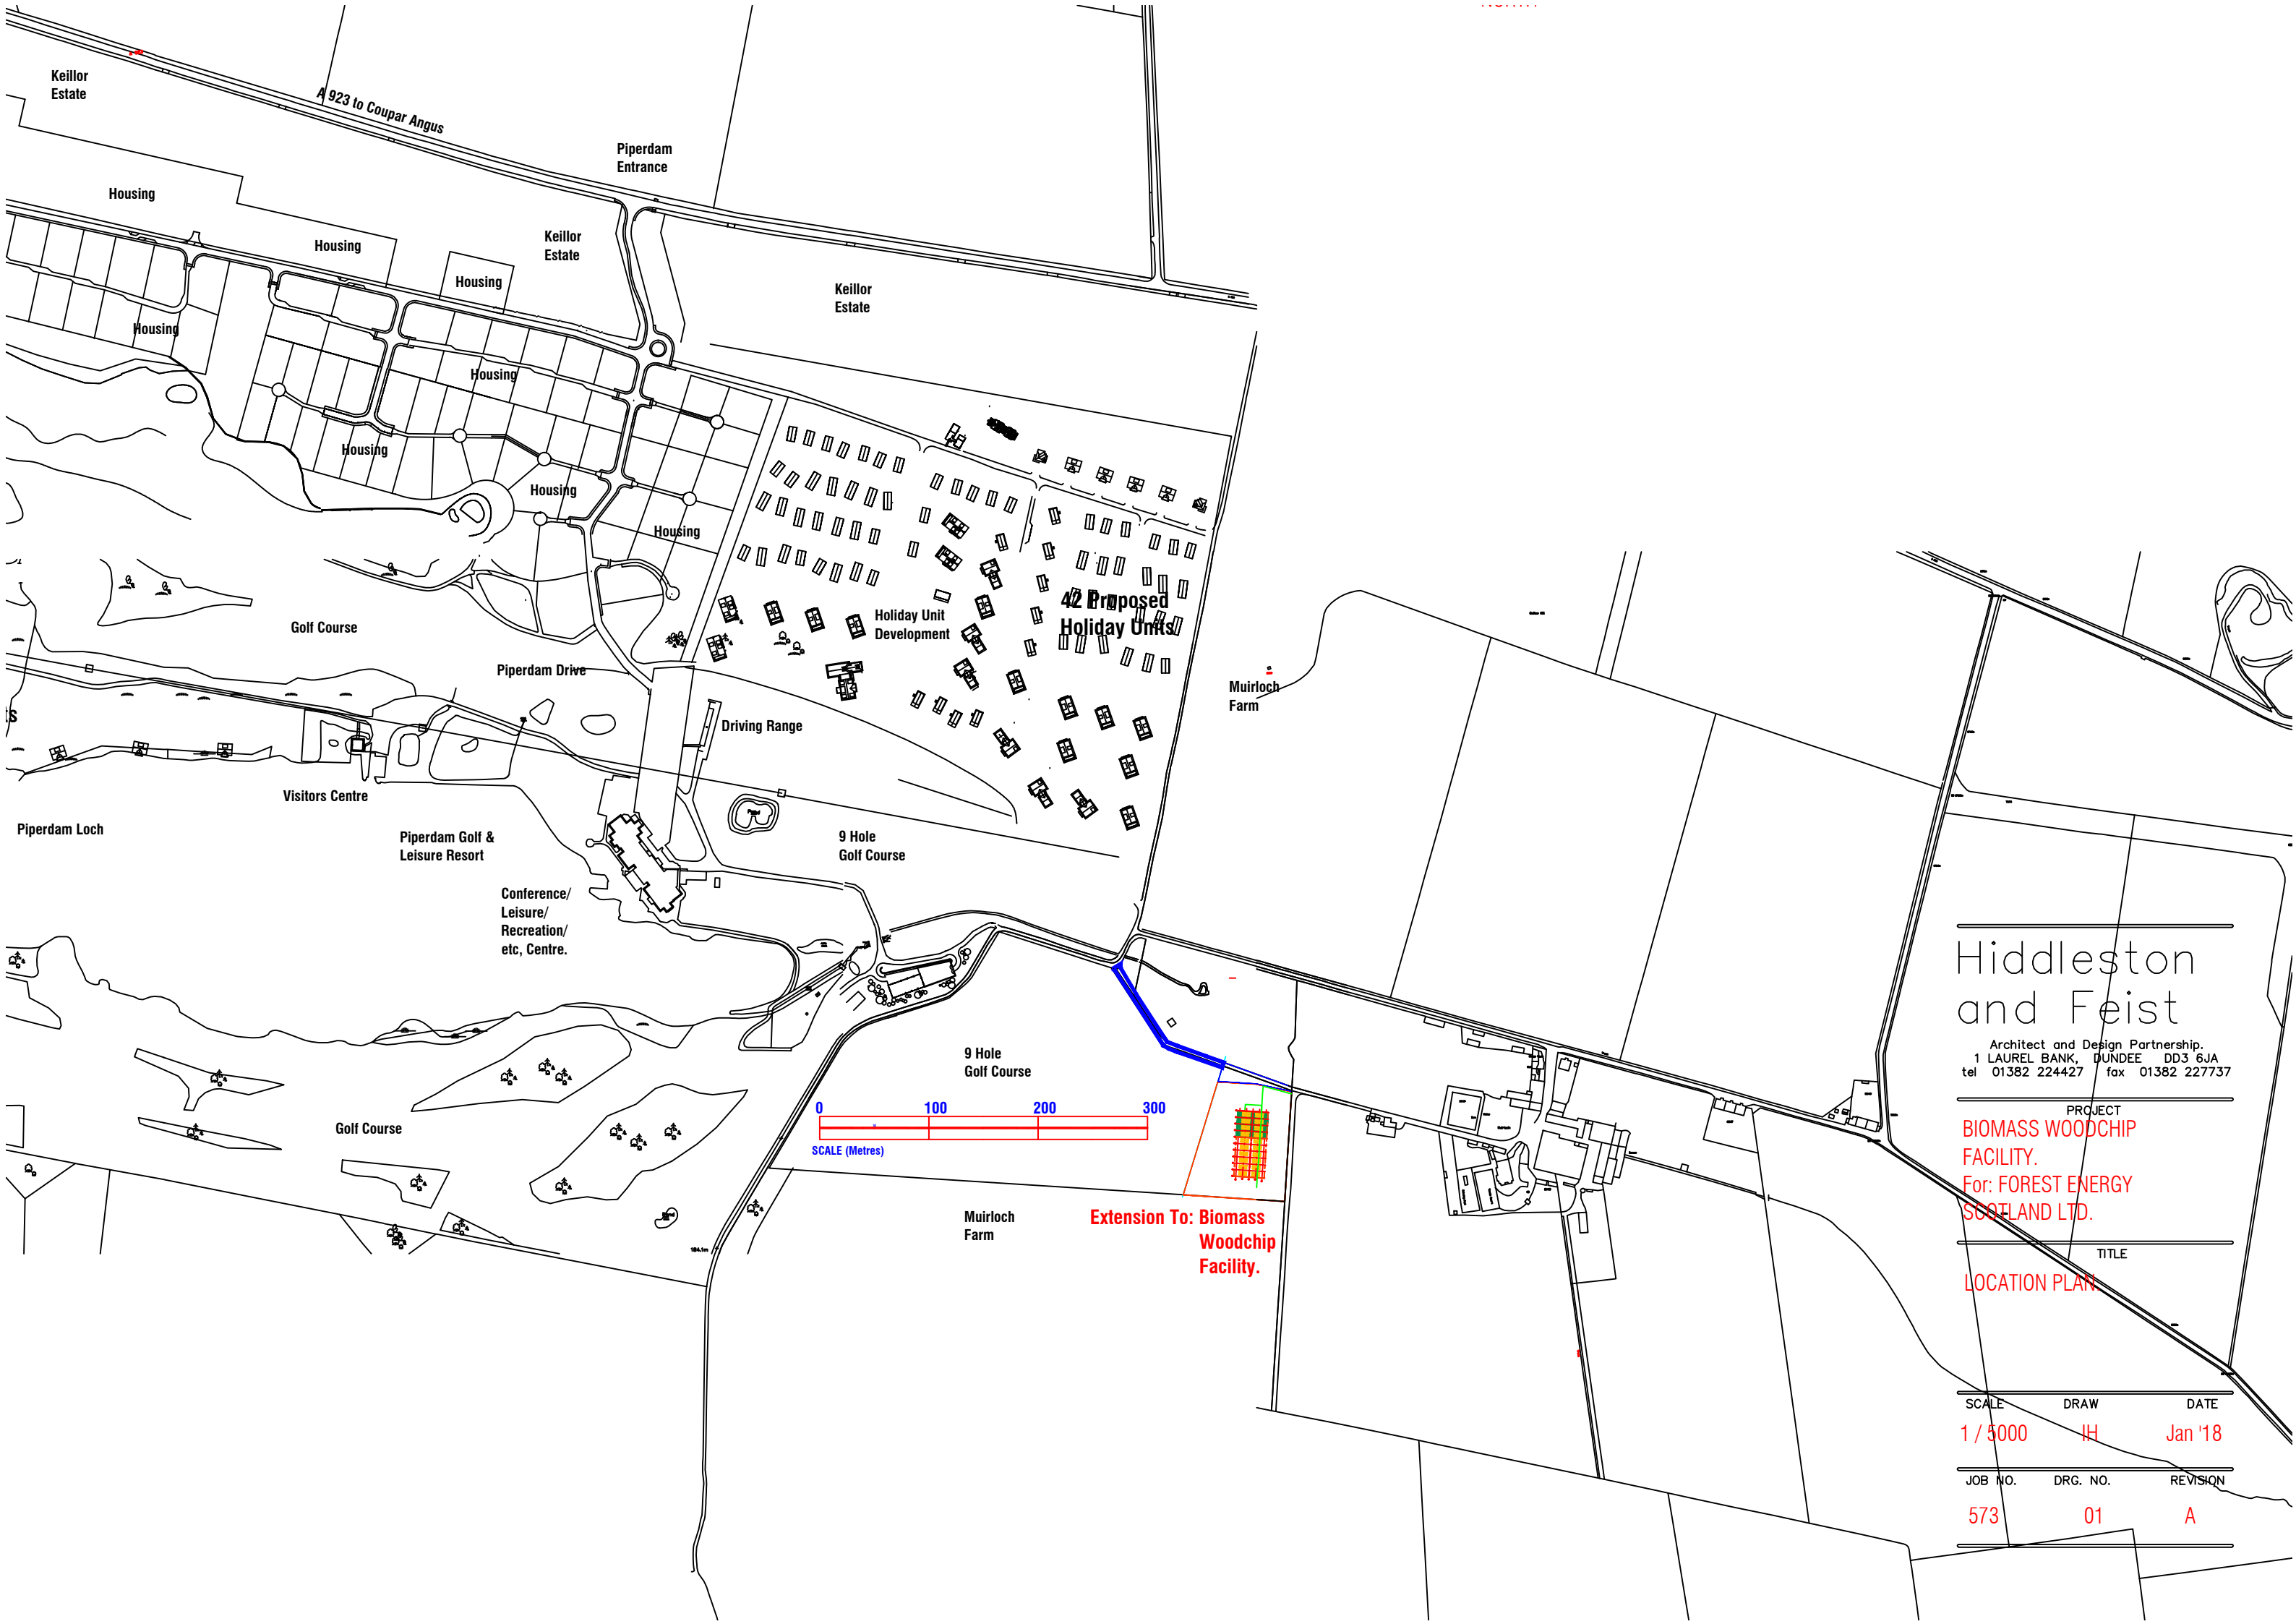 Keillor
Estate
A 923 to Coupar Angus
Piperdam
Entrance
Housing
Housing
Keillor
Estate
Housing
Keillor
Estate
Housing
Housing
Housing
Housing
Housing
Golf Course
Holiday Unit
Development
42 Proposed
Holiday Units
Piperdam Drive
Muirloch
Farm
ts
Driving Range
Visitors Centre
Piperdam Loch
Piperdam Golf &
Leisure Resort
9 Hole
Golf Course
Conference/
Leisure/
Recreation/
etc, Centre.
9 Hole
Golf Course
0 100 200 300
SCALE (Metres)
Golf Course
Muirloch
Farm
Extension To: Biomass
Woodchip
Facility.
184.1m
Hiddleston
and Feist
Architect and Design Partnership.
1 LAUREL BANK, DUNDEE DD3 6JA
tel 01382 224427 fax 01382 227737
PROJECT
BIOMASS WOODCHIP
FACILITY.
For: FOREST ENERGY
SCOTLAND LTD.
TITLE
LOCATION PLAN.
SCALE DRAW DATE
1 / 5000 IH Jan '18
JOB NO. DRG. NO. REVISION
573 01 A